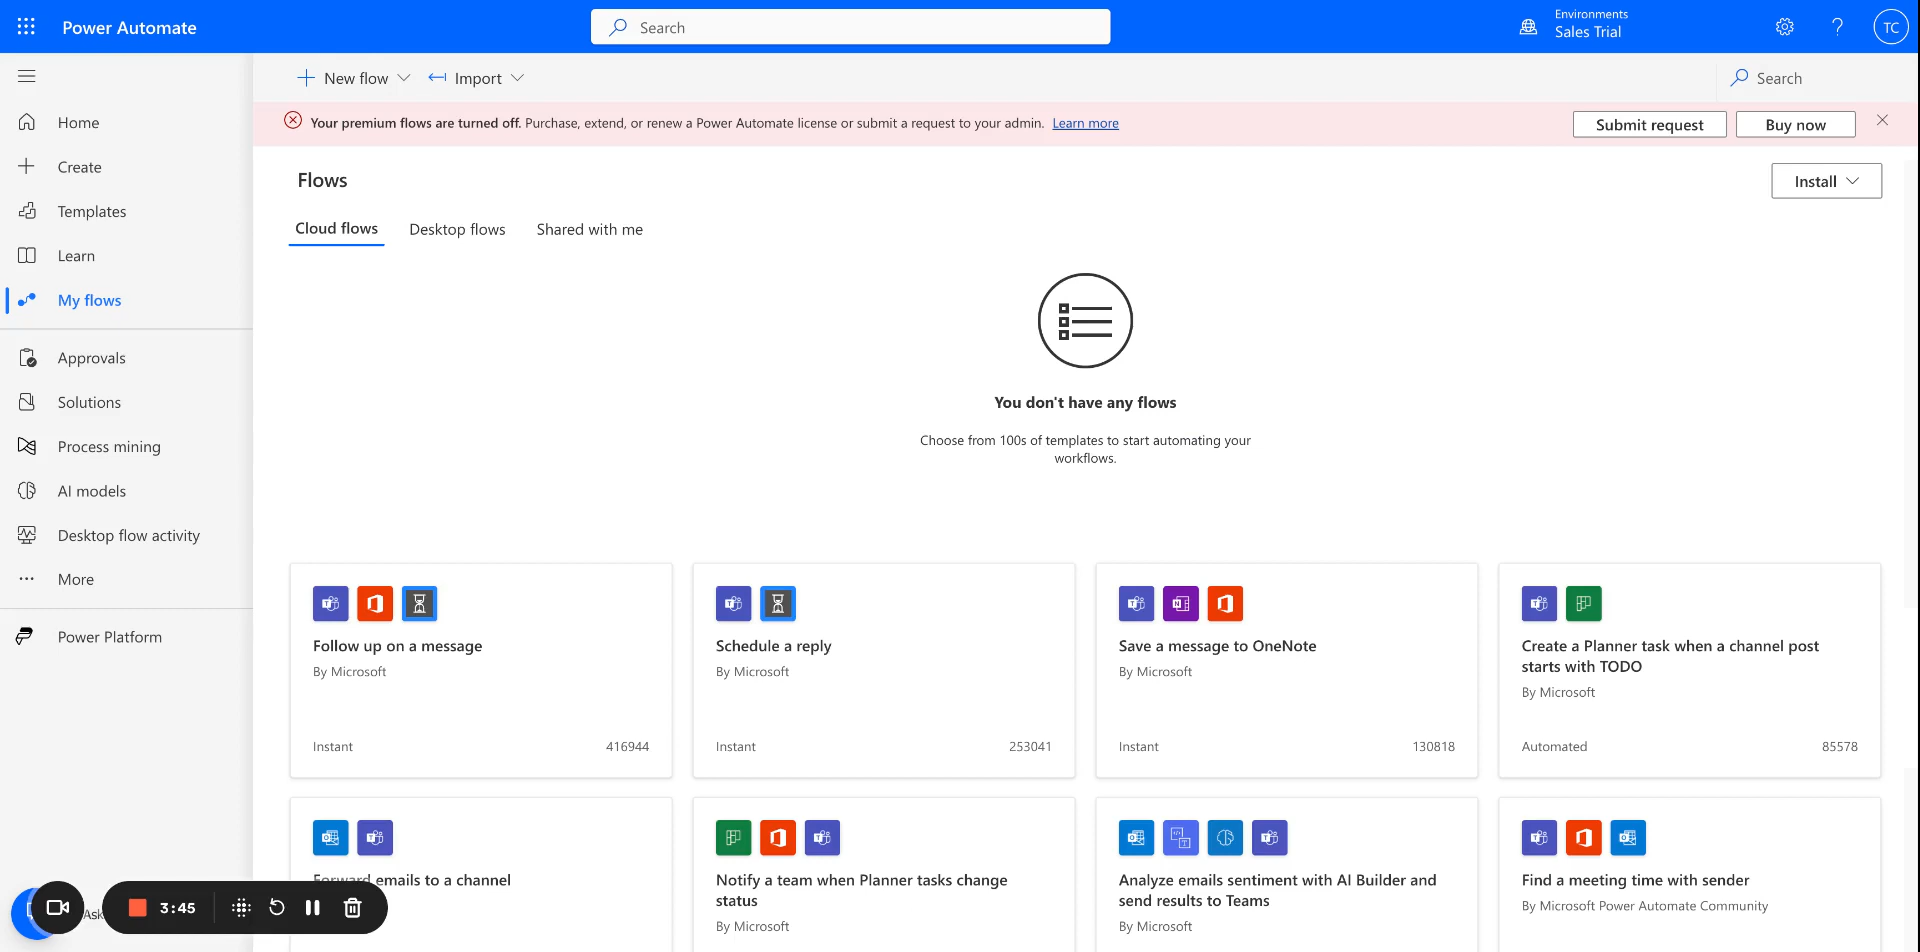 Power Automate
Search
Environments
Sales Trial
TC
New flow
Import
Search
Your premium flows are turned off. Purchase, extend, or renew a Power Automate license or submit a request to your admin. Learn more
Submit request
Buy now
Home
Create
Templates
Learn
My flows
Approvals
Solutions
Process mining
AI models
Desktop flow activity
More
Power Platform
Flows
Install
Cloud flows
Desktop flows
Shared with me
You don't have any flows
Choose from 100s of templates to start automating your
workflows.
Follow up on a message
By Microsoft
Instant
416944
Schedule a reply
By Microsoft
Instant
253041
Save a message to OneNote
By Microsoft
Instant
130818
Create a Planner task when a channel post
starts with TODO
By Microsoft
Automated
85578
Forward emails to a channel
Notify a team when Planner tasks change
status
By Microsoft
Analyze emails sentiment with AI Builder and
send results to Teams
By Microsoft
Find a meeting time with sender
By Microsoft Power Automate Community
Ask
3:45